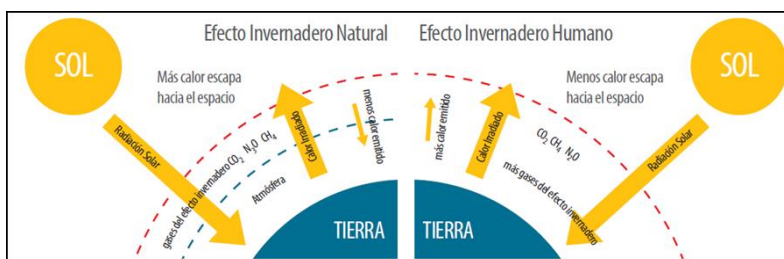 Efecto Invernadero Natural
Efecto Invernadero Humano
SOL
Más calor escapa
hacia el espacio
Radiación Solar
gases del efecto invernadero CO₂ N₂O CH₄
Atmósfera
Calor Irradiado
menos calor emitido
TIERRA
SOL
Menos calor escapa
hacia el espacio
más calor emitido
Calor Irradiado
CO₂ CH₄ N₂O
más gases del efecto invernadero
Radiación Solar
TIERRA